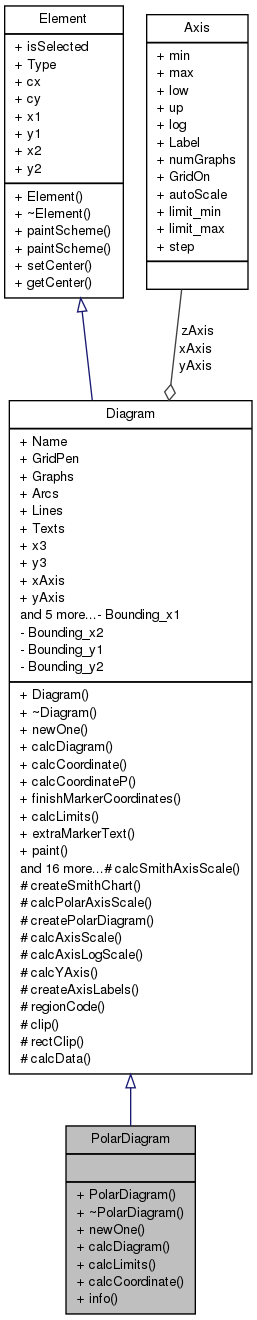 Element
+ isSelected
+ Type
+ cx
+ cy
+ x1
+ y1
+ x2
+ y2
+ Element()
+ ~Element()
+ paintScheme()
+ paintScheme()
+ setCenter()
+ getCenter()
Axis
+ min
+ max
+ low
+ up
+ log
+ Label
+ numGraphs
+ GridOn
+ autoScale
+ limit_min
+ limit_max
+ step
zAxis
xAxis
yAxis
Diagram
+ Name
+ GridPen
+ Graphs
+ Arcs
+ Lines
+ Texts
+ x3
+ y3
+ xAxis
+ yAxis
and 5 more...- Bounding_x1
- Bounding_x2
- Bounding_y1
- Bounding_y2
+ Diagram()
+ ~Diagram()
+ newOne()
+ calcDiagram()
+ calcCoordinate()
+ calcCoordinateP()
+ finishMarkerCoordinates()
+ calcLimits()
+ extraMarkerText()
+ paint()
and 16 more...# calcSmithAxisScale()
# createSmithChart()
# calcPolarAxisScale()
# createPolarDiagram()
# calcAxisScale()
# calcAxisLogScale()
# calcYAxis()
# createAxisLabels()
# regionCode()
# clip()
# rectClip()
# calcData()
PolarDiagram
+ PolarDiagram()
+ ~PolarDiagram()
+ newOne()
+ calcDiagram()
+ calcLimits()
+ calcCoordinate()
+ info()